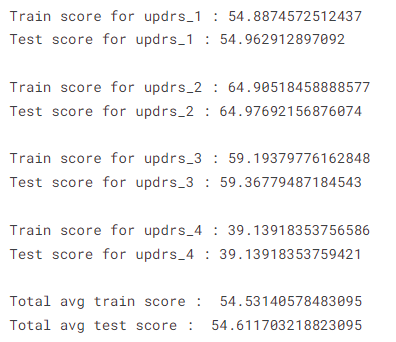 Train score for updrs_1 : 54.8874572512437
Test score for updrs_1 : 54.962912897092
Train score for updrs_2 : 64.90518458888577
Test score for updrs_2 : 64.97692156876074
Train score for updrs_3 : 59.19379776162848
Test score for updrs_3 : 59.36779487184543
Train score for updrs_4 : 39.13918353756586
Test score for updrs_4 : 39.13918353759421
Total avg train score :  54.53140578483095
Total avg test score :  54.611703218823095